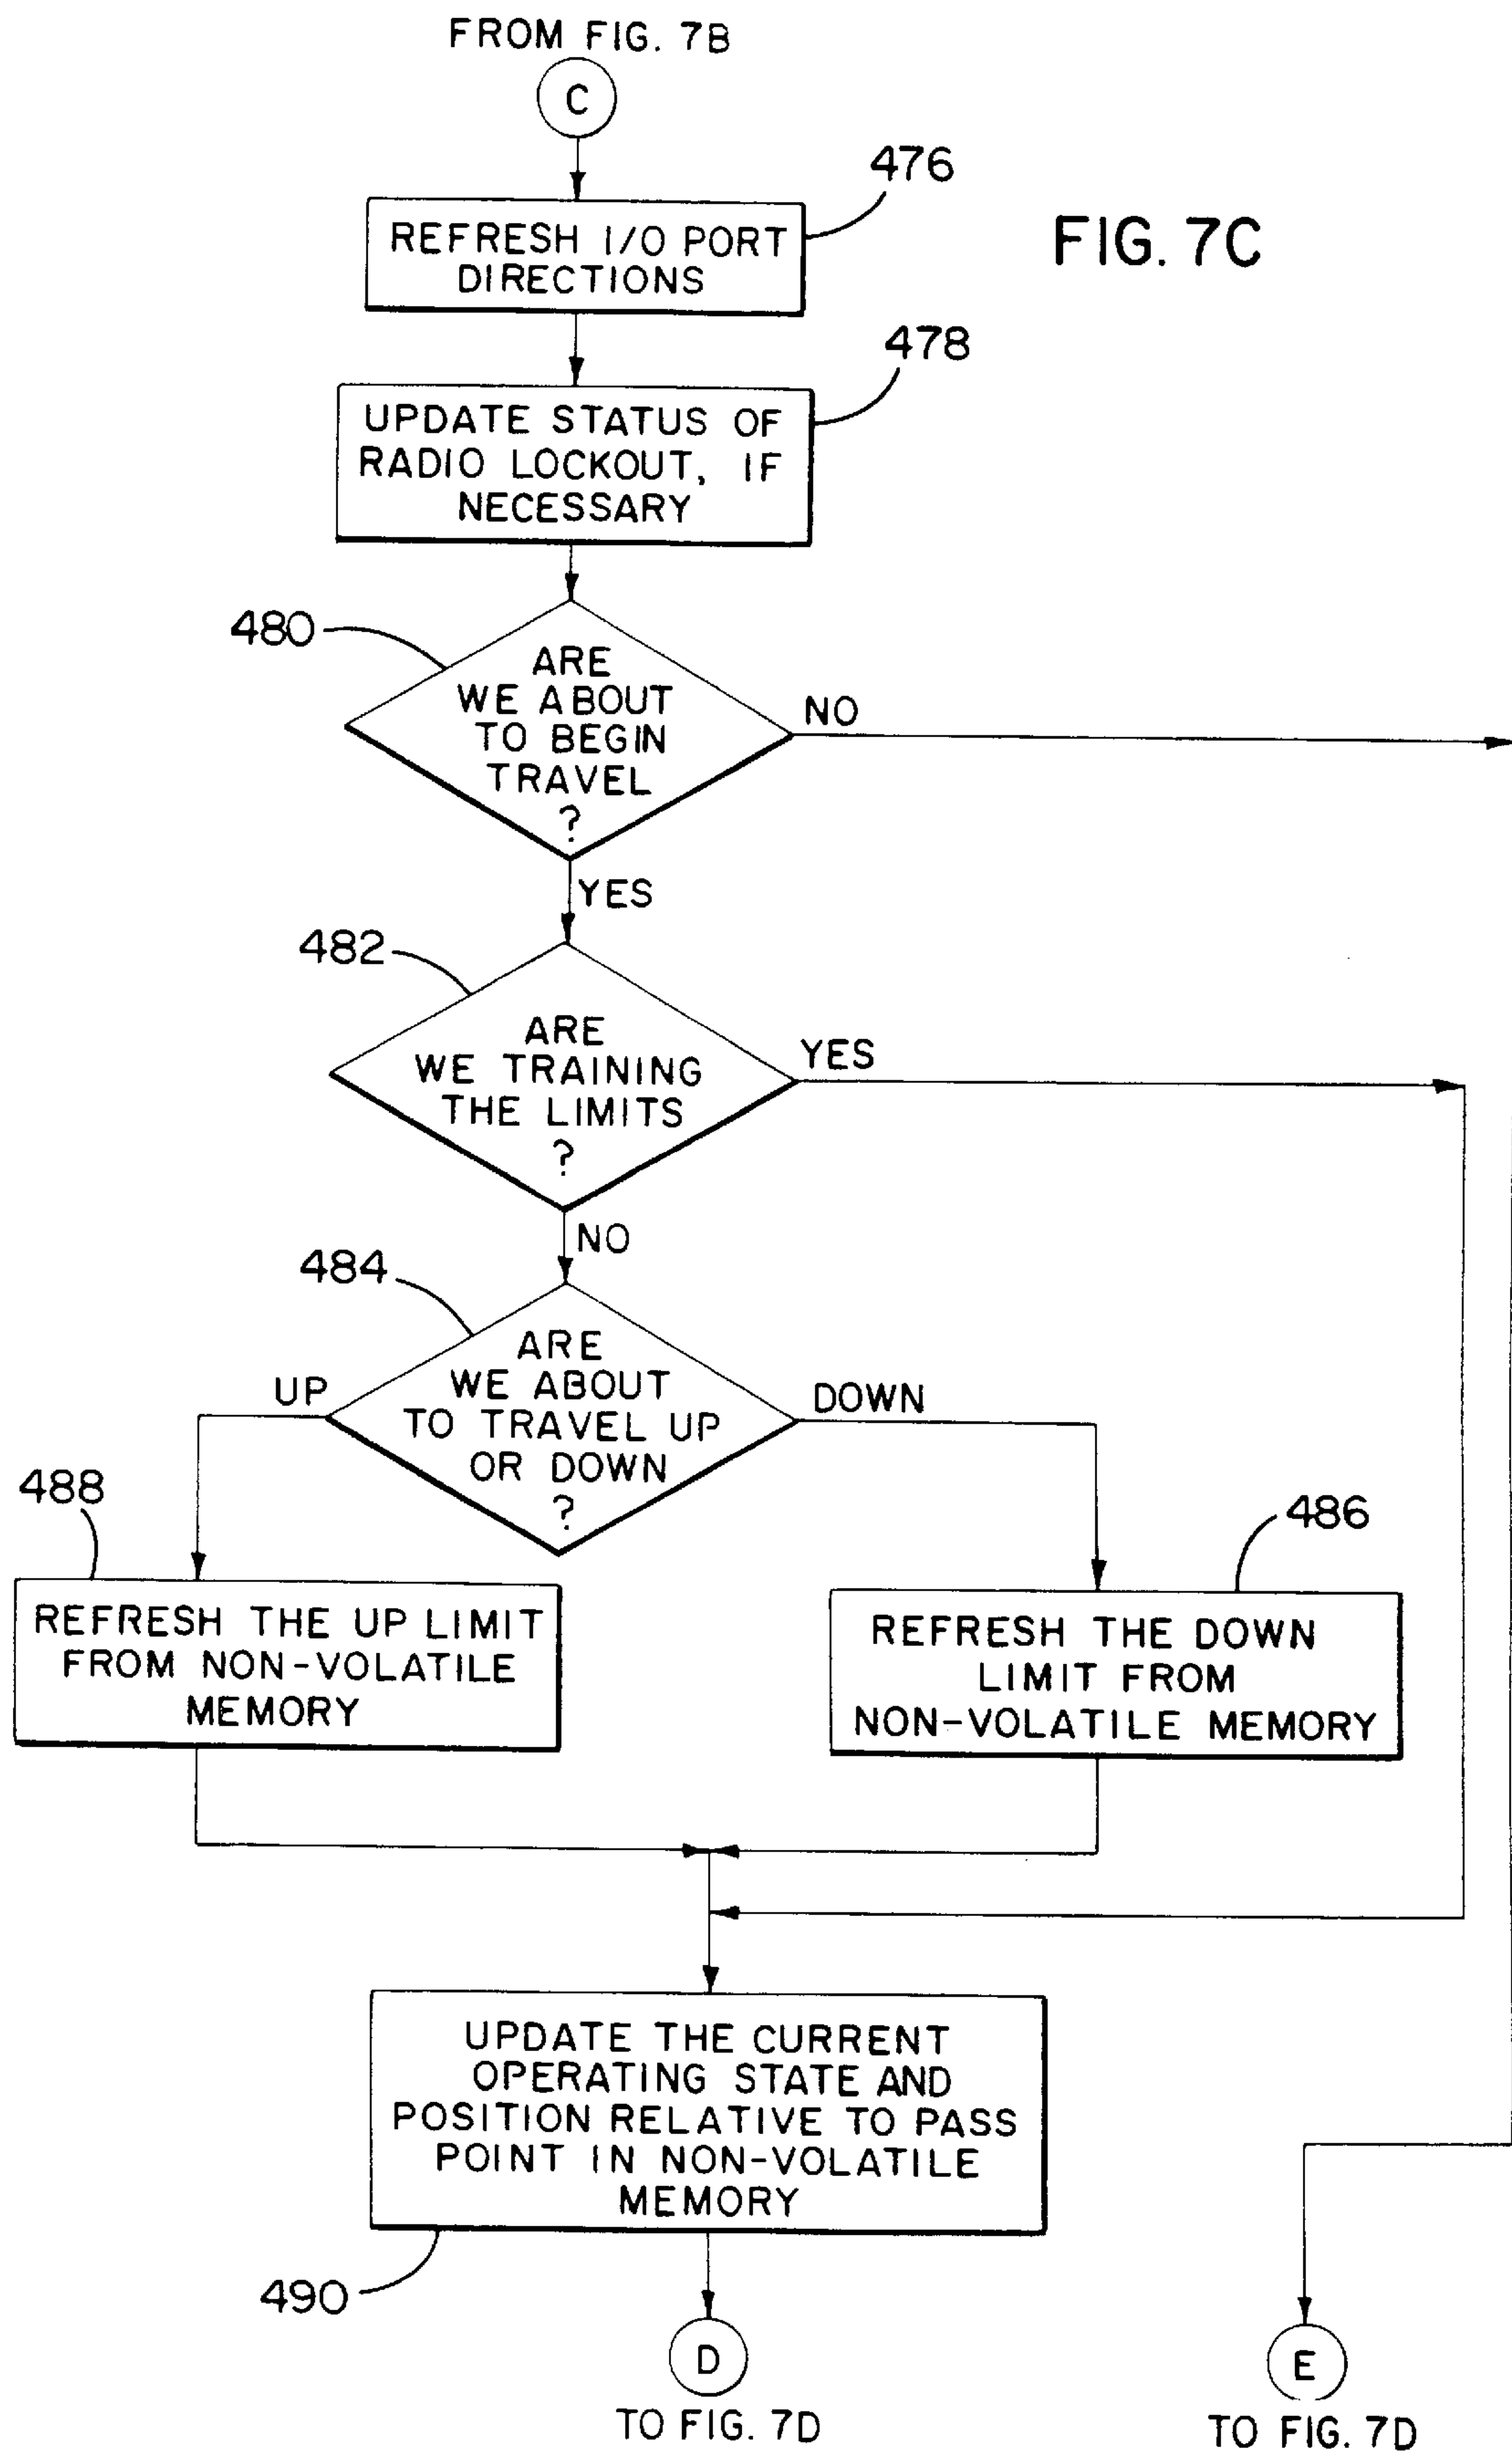 FROM FIG. 7B
C
476
REFRESH I/O PORT
DIRECTIONS
FIG. 7C
478
UPDATE STATUS OF
RADIO LOCKOUT, IF
NECESSARY
480
ARE
WE ABOUT
TO BEGIN
TRAVEL
?
NO
YES
482
ARE
WE TRAINING
THE LIMITS
?
YES
NO
484
ARE
WE ABOUT
TO TRAVEL UP
OR DOWN
?
UP
DOWN
488
REFRESH THE UP LIMIT
FROM NON-VOLATILE
MEMORY
486
REFRESH THE DOWN
LIMIT FROM
NON-VOLATILE MEMORY
UPDATE THE CURRENT
OPERATING STATE AND
POSITION RELATIVE TO PASS
POINT IN NON-VOLATILE
MEMORY
490
D
TO FIG. 7D
E
TO FIG. 7D